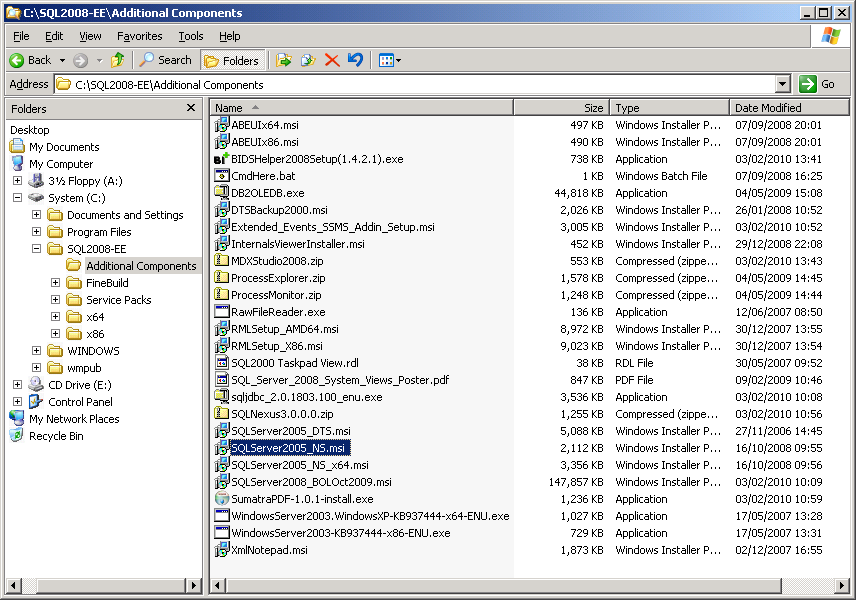 C:\SQL2008-EE\Additional Components
File Edit View Favorites Tools Help
Back Search Folders
Address C:\SQL2008-EE\Additional Components Go
Folders
Desktop
My Documents
My Computer
3½ Floppy (A:)
System (C:)
Documents and Settings
Program Files
SQL2008-EE
Additional Components
FineBuild
Service Packs
x64
x86
WINDOWS
wmpub
CD Drive (E:)
Control Panel
My Network Places
Recycle Bin
Name Size Type Date Modified
ABEUIx64.msi 497 KB Windows Installer P... 07/09/2008 20:01
ABEUIx86.msi 490 KB Windows Installer P... 07/09/2008 20:01
BIDSHelper2008Setup(1.4.2.1).exe 738 KB Application 03/02/2010 13:41
CmdHere.bat 1 KB Windows Batch File 07/09/2008 16:25
DB2OLEDB.exe 44,818 KB Application 04/05/2009 15:08
DTSBackup2000.msi 2,026 KB Windows Installer P... 26/01/2008 10:52
Extended_Events_SSMS_Addin_Setup.msi 3,005 KB Windows Installer P... 03/02/2010 10:52
InternalsViewerInstaller.msi 452 KB Windows Installer P... 29/12/2008 22:08
MDXStudio2008.zip 553 KB Compressed (zippe... 03/02/2010 13:43
ProcessExplorer.zip 1,578 KB Compressed (zippe... 04/05/2009 14:45
ProcessMonitor.zip 1,248 KB Compressed (zippe... 04/05/2009 14:44
RawFileReader.exe 136 KB Application 12/06/2007 08:50
RMLSetup_AMD64.msi 8,972 KB Windows Installer P... 30/12/2007 13:55
RMLSetup_X86.msi 9,023 KB Windows Installer P... 30/12/2007 13:54
SQL2000 Taskpad View.rdl 38 KB RDL File 30/05/2007 09:52
SQL_Server_2008_System_Views_Poster.pdf 847 KB PDF File 09/02/2009 10:46
sqljdbc_2.0.1803.100_enu.exe 3,536 KB Application 03/02/2010 10:08
SQLNexus3.0.0.0.zip 1,255 KB Compressed (zippe... 03/02/2010 10:56
SQLServer2005_DTS.msi 5,088 KB Windows Installer P... 27/11/2006 14:45
SQLServer2005_NS.msi 2,112 KB Windows Installer P... 16/10/2008 09:55
SQLServer2005_NS_x64.msi 3,356 KB Windows Installer P... 16/10/2008 09:56
SQLServer2008_BOLOct2009.msi 147,857 KB Windows Installer P... 03/02/2010 10:09
SumatraPDF-1.0.1-install.exe 1,236 KB Application 03/02/2010 10:59
WindowsServer2003.WindowsXP-KB937444-x64-ENU.exe 1,027 KB Application 17/05/2007 13:28
WindowsServer2003-KB937444-x86-ENU.exe 729 KB Application 17/05/2007 13:31
XmlNotepad.msi 1,873 KB Windows Installer P... 02/12/2007 16:55